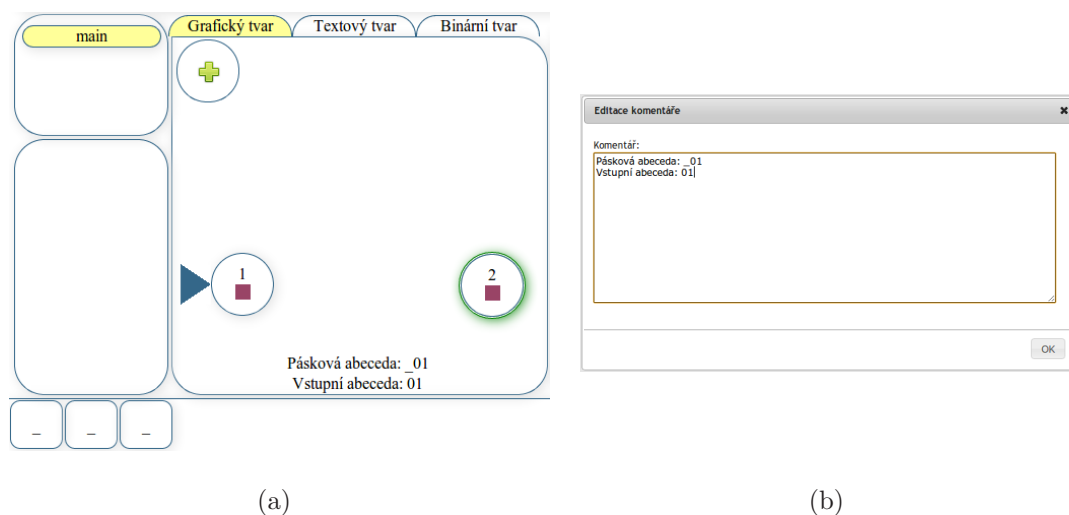 main
Grafický tvar
Textový tvar
Binární tvar
1
2
Pásková abeceda: _01
Vstupní abeceda: 01
_ _ _
(a)
Editace komentáře
Komentář:
Pásková abeceda: _01
Vstupní abeceda: 01
OK
(b)